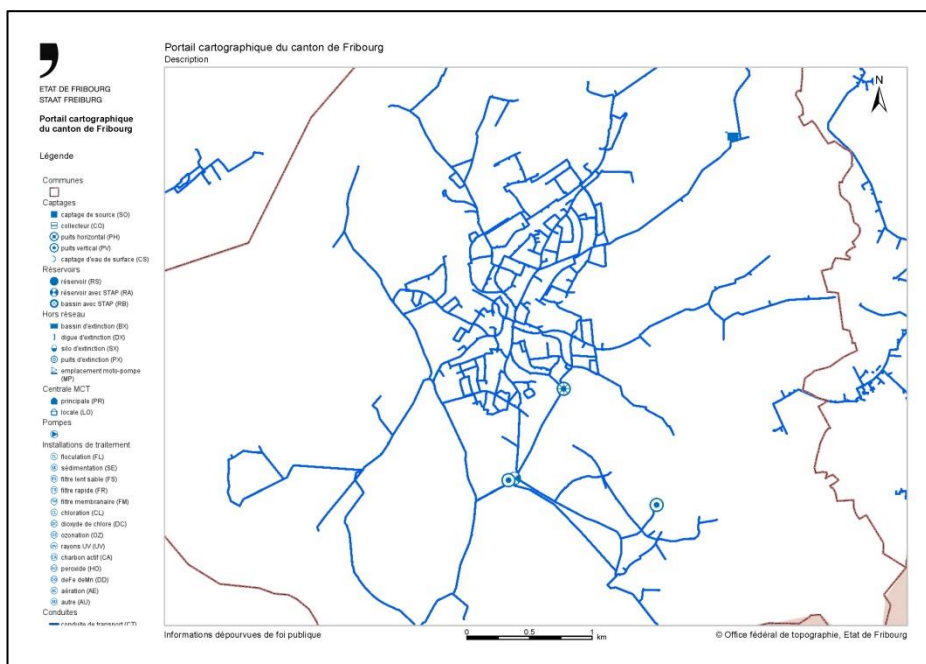 Portail cartographique du canton de Fribourg
Description
ETAT DE FRIBOURG
STAAT FREIBURG
Portail cartographique
du canton de Fribourg
Légende
Communes
Captages
captage de source (SO)
collecteur (CO)
puits horizontal (PH)
puits vertical (PV)
captage d'eau de surface (CS)
Réservoirs
réservoir (RS)
réservoir avec STAP (RA)
bassin avec STAP (RB)
Hors réseau
bassin d'extinction (BX)
digue d'extinction (DX)
silo d'extinction (SX)
puits d'extinction (PX)
emplacement moto-pompe
(MP)
Centrale MCT
principale (PR)
locale (LO)
Pompes
Installations de traitement
floculation (FL)
sédimentation (SE)
filtre lent sable (FS)
filtre rapide (FR)
filtre membranaire (FM)
chloration (CL)
dioxyde de chlore (DC)
ozonation (OZ)
rayons UV (UV)
charbon actif (CA)
peroxide (HO)
deFe deMn (DD)
aération (AE)
autre (AU)
Conduites
conduite de transport (CT)
N
Informations dépourvues de foi publique
0 0.5 1
km
© Office fédéral de topographie, Etat de Fribourg